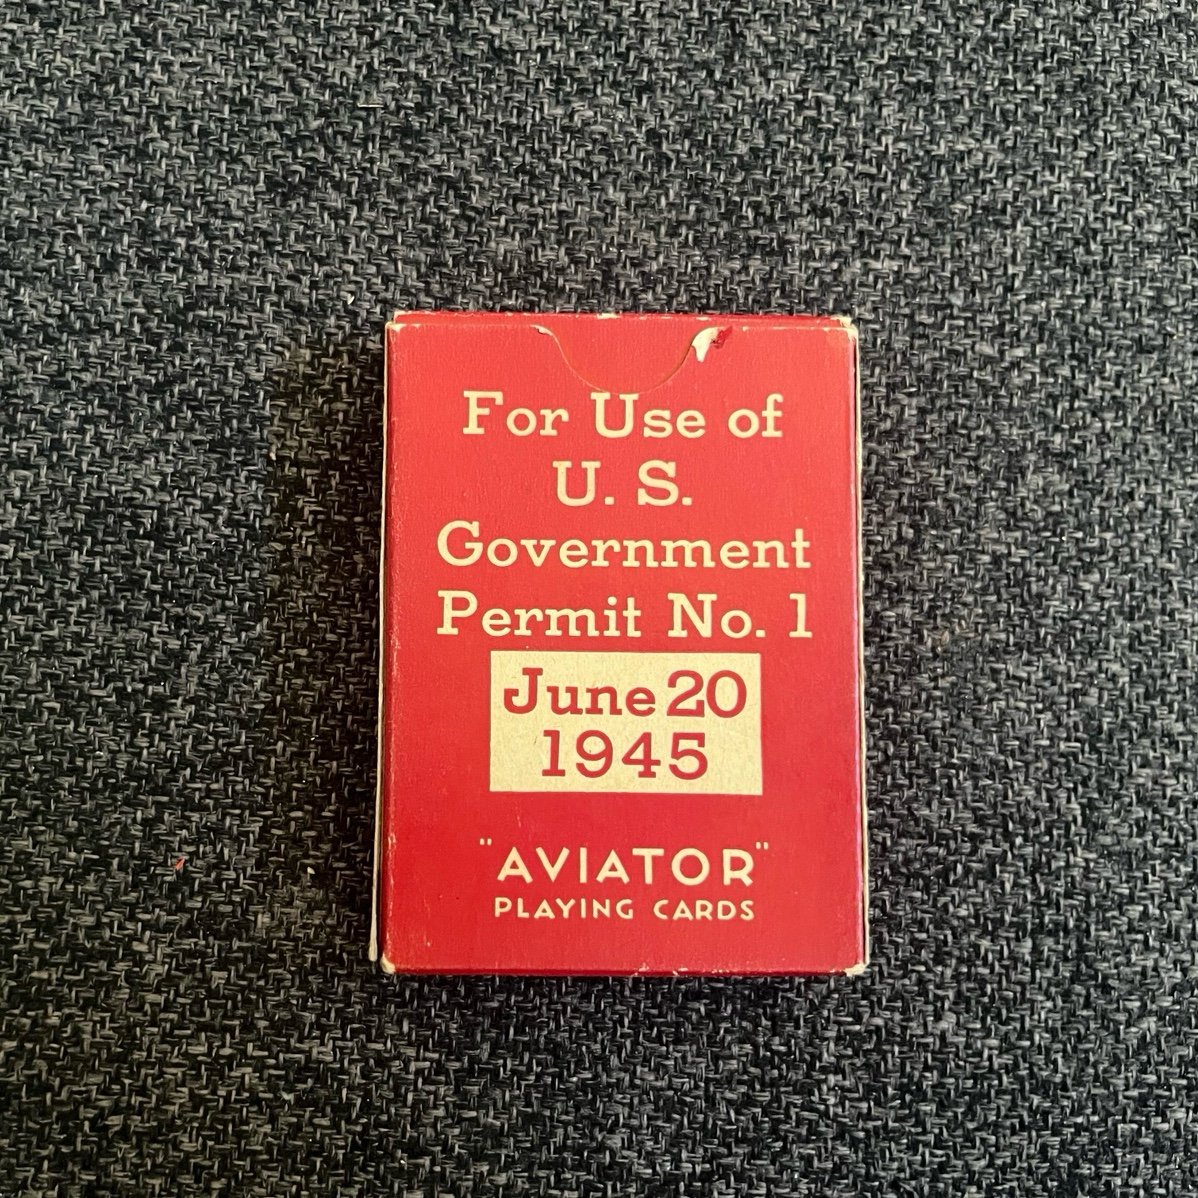 For Use of
U. S.
Government
Permit No. 1
June 20
1945
"AVIATOR"
PLAYING CARDS